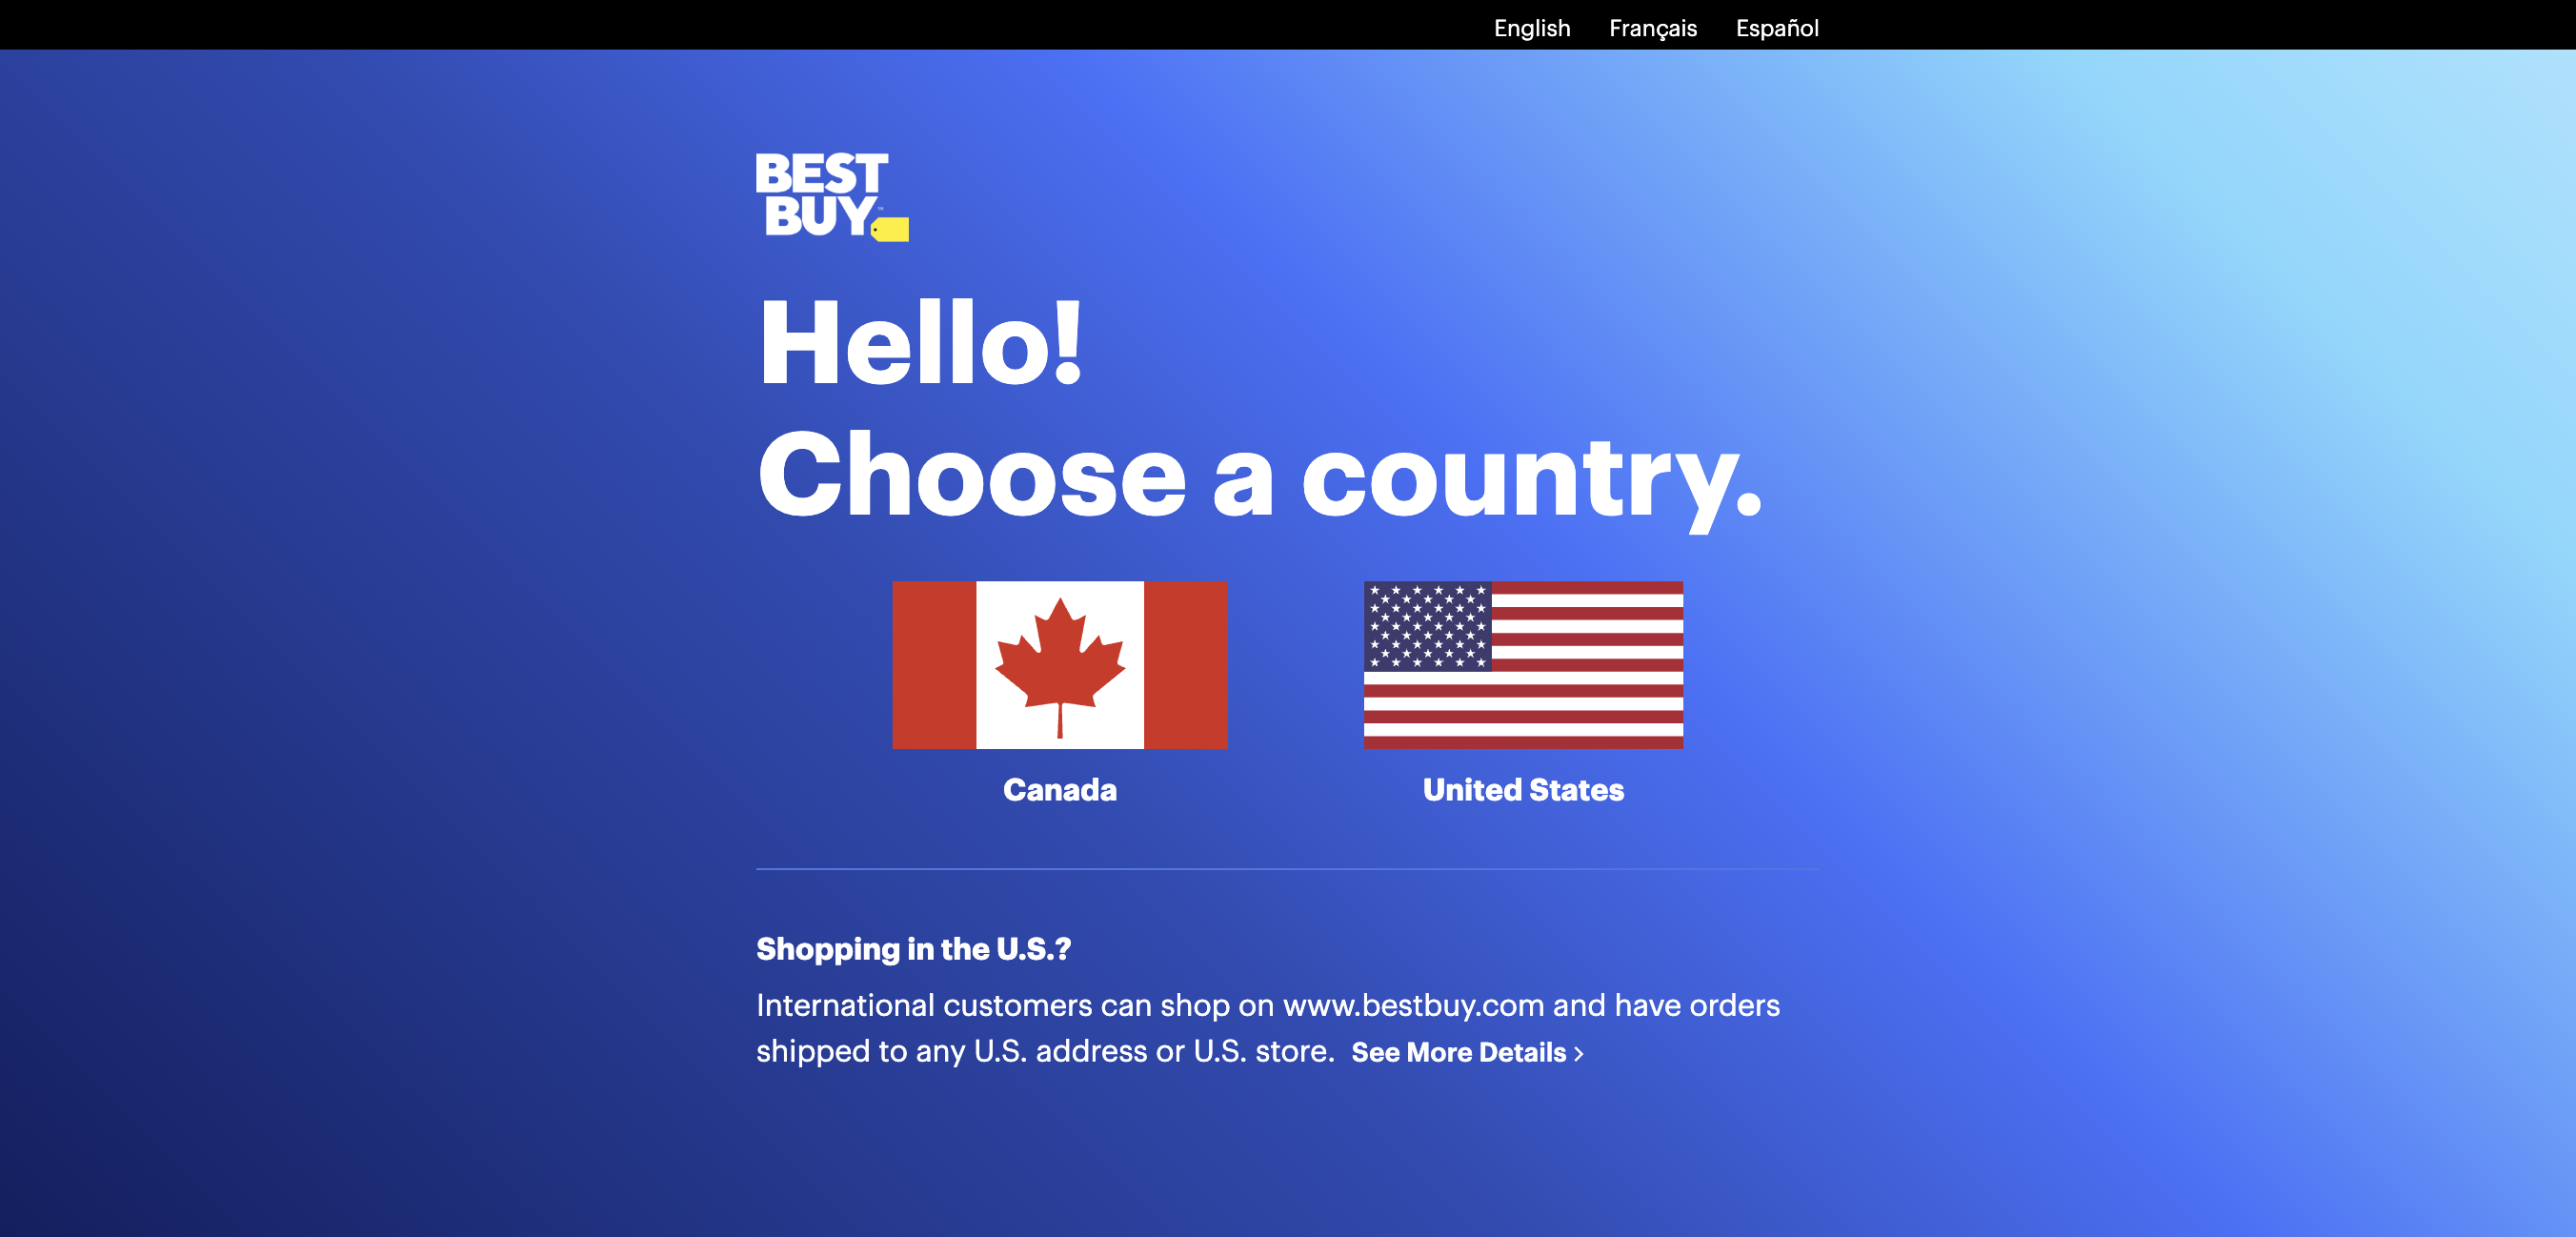 English Français Español
BEST
BUY™
Hello!
Choose a country.
Canada United States
Shopping in the U.S.?
International customers can shop on www.bestbuy.com and have orders
shipped to any U.S. address or U.S. store. See More Details >